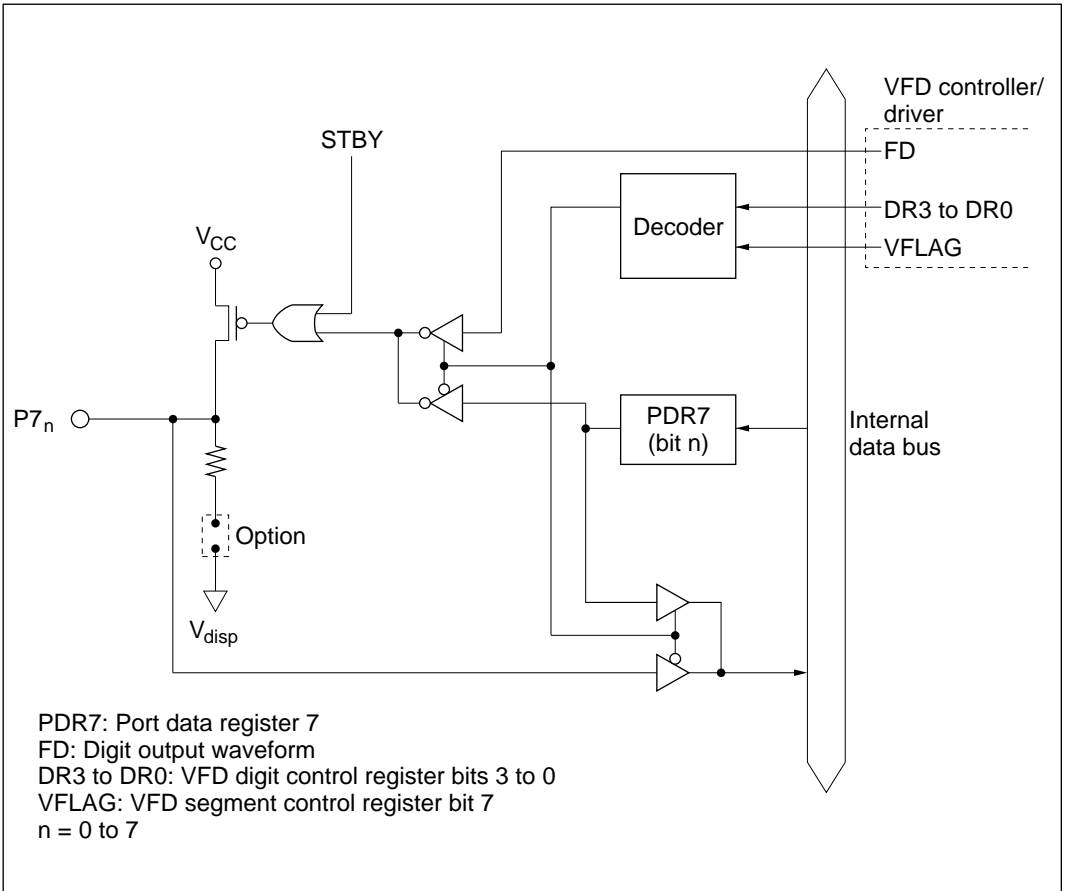 VFD controller/
driver
STBY
FD
DR3 to DR0
Decoder
VFLAG
VCC
P7n
PDR7
(bit n)
Internal
data bus
Option
Vdisp
PDR7: Port data register 7
FD: Digit output waveform
DR3 to DR0: VFD digit control register bits 3 to 0
VFLAG: VFD segment control register bit 7
n = 0 to 7